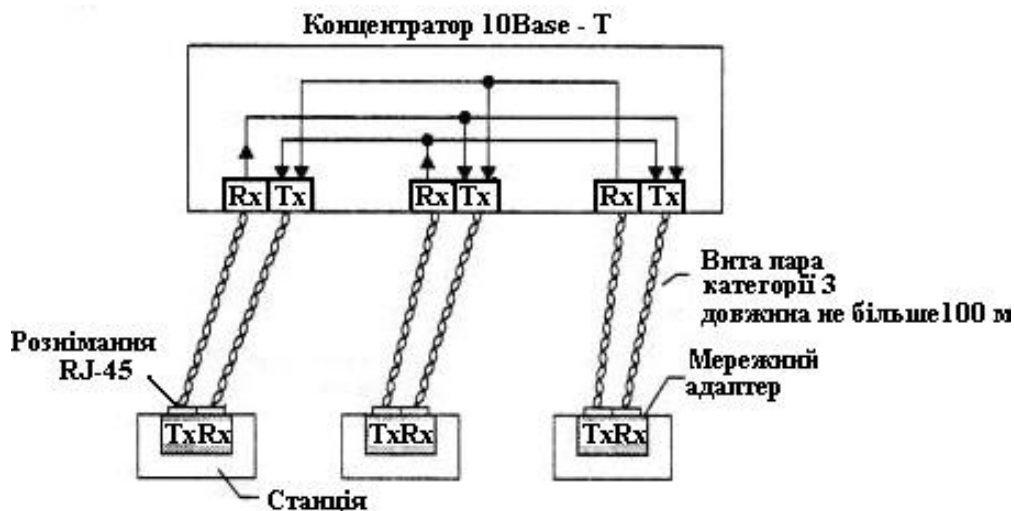 Концентратор 10Base - T
Rx Tx Rx Tx Rx Tx
Вита пара
категорії 3
довжина не більше100 м
Рознімання
RJ-45
Мережний
адаптер
TxRx TxRx TxRx
Станція